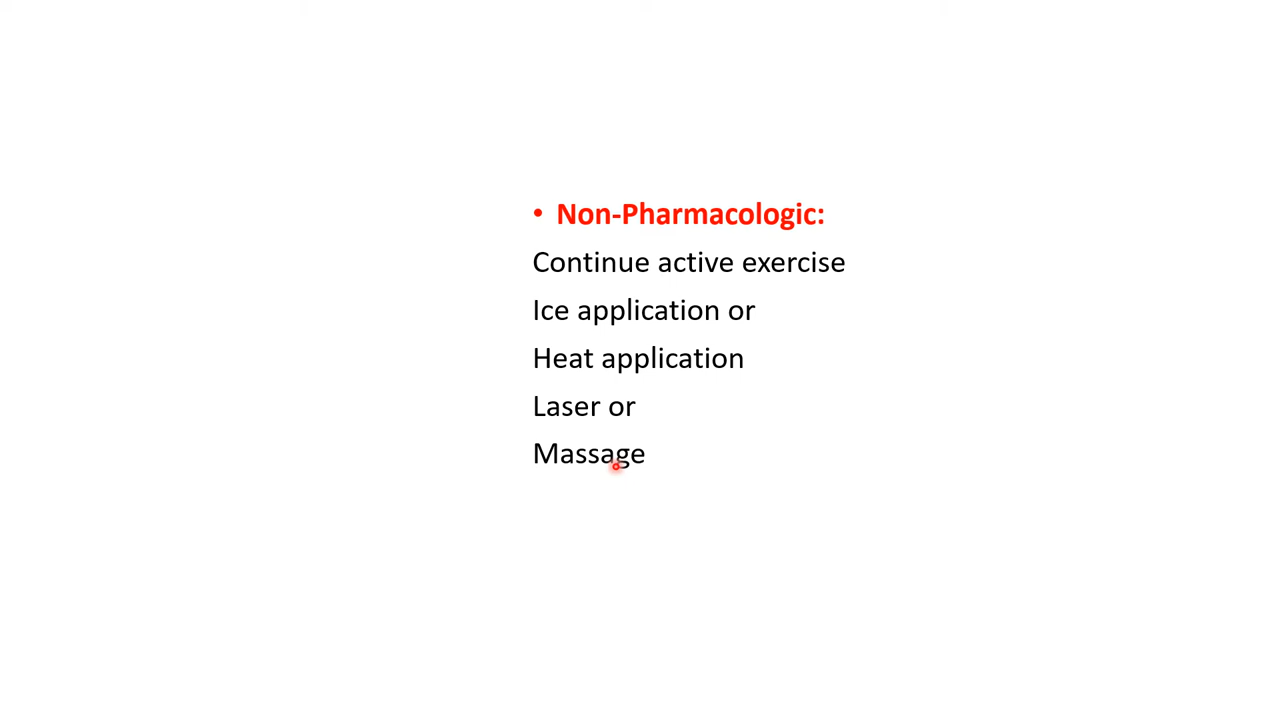 • Non-Pharmacologic:
Continue active exercise
Ice application or
Heat application
Laser or
Massage